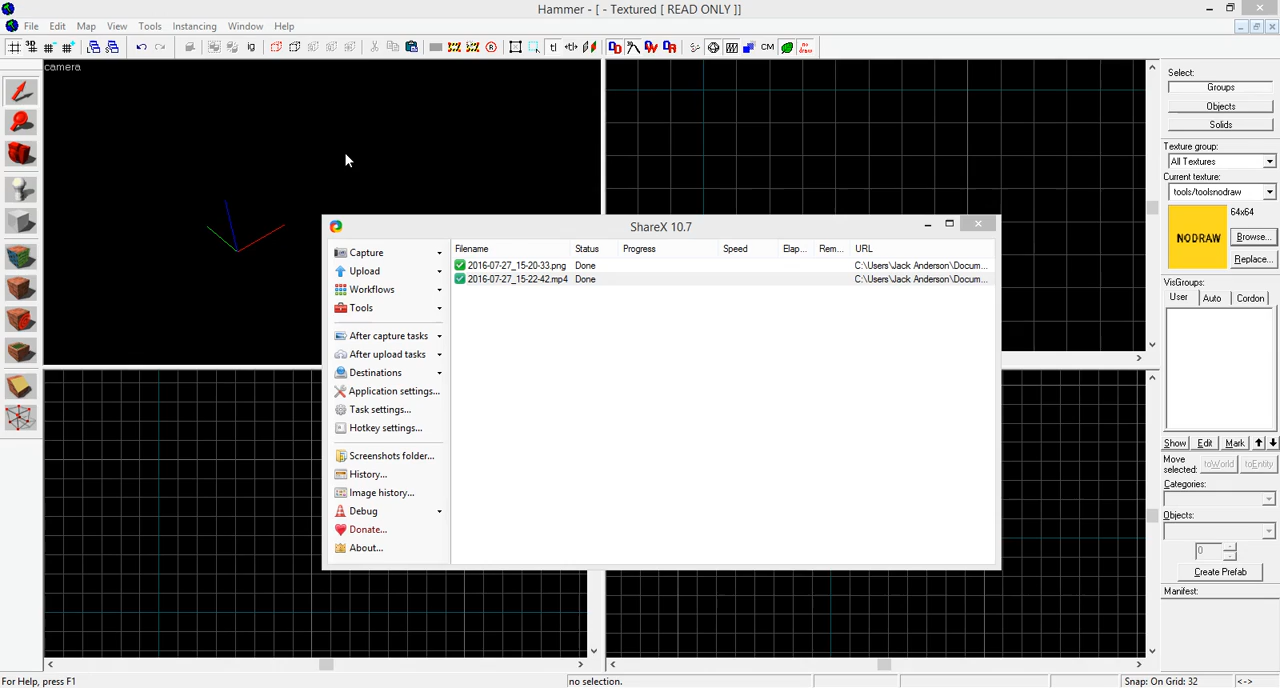 Hammer - [ - Textured [ READ ONLY ]]
File Edit Map View Tools Instancing Window Help
camera
ShareX 10.7
Capture
Upload
Workflows
Tools
After capture tasks
After upload tasks
Destinations
Application settings...
Task settings...
Hotkey settings...
Screenshots folder...
History...
Image history...
Debug
Donate...
About...
Filename Status Progress Speed Elap... Rem... URL
2016-07-27_15-20-33.png Done C:\Users\Jack Anderson\Docum...
2016-07-27_15-22-42.mp4 Done C:\Users\Jack Anderson\Docum...
Select:
Groups
Objects
Solids
Texture group:
All Textures
Current texture:
tools/toolsnodraw
NODRAW
64x64
Browse...
Replace...
VisGroups:
User Auto Cordon
Show Edit Mark
Move selected:
toWorld toEntity
Categories:
Objects:
0
Create Prefab
Manifest:
For Help, press F1
no selection.
Snap: On Grid: 32
<->